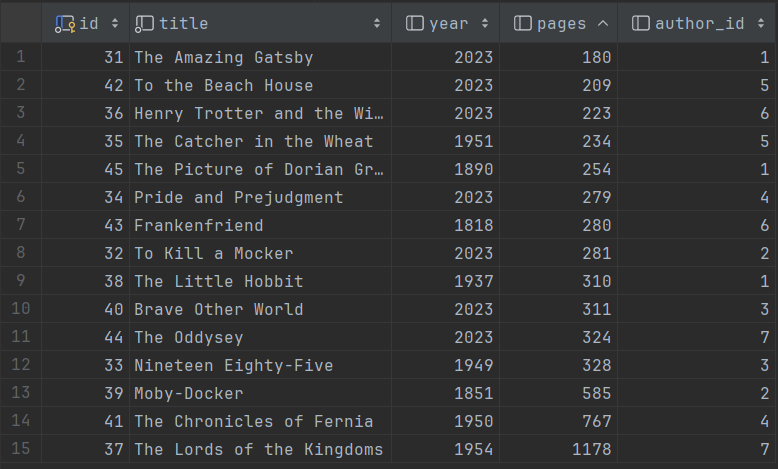 id title year pages author_id
1 31 The Amazing Gatsby 2023 180 1
2 42 To the Beach House 2023 209 5
3 36 Henry Trotter and the Wi… 2023 223 6
4 35 The Catcher in the Wheat 1951 234 5
5 45 The Picture of Dorian Gr… 1890 254 1
6 34 Pride and Prejudgment 2023 279 4
7 43 Frankenfriend 1818 280 6
8 32 To Kill a Mocker 2023 281 2
9 38 The Little Hobbit 1937 310 1
10 40 Brave Other World 2023 311 3
11 44 The Oddysey 2023 324 7
12 33 Nineteen Eighty-Five 1949 328 3
13 39 Moby-Docker 1851 585 2
14 41 The Chronicles of Fernia 1950 767 4
15 37 The Lords of the Kingdoms 1954 1178 7